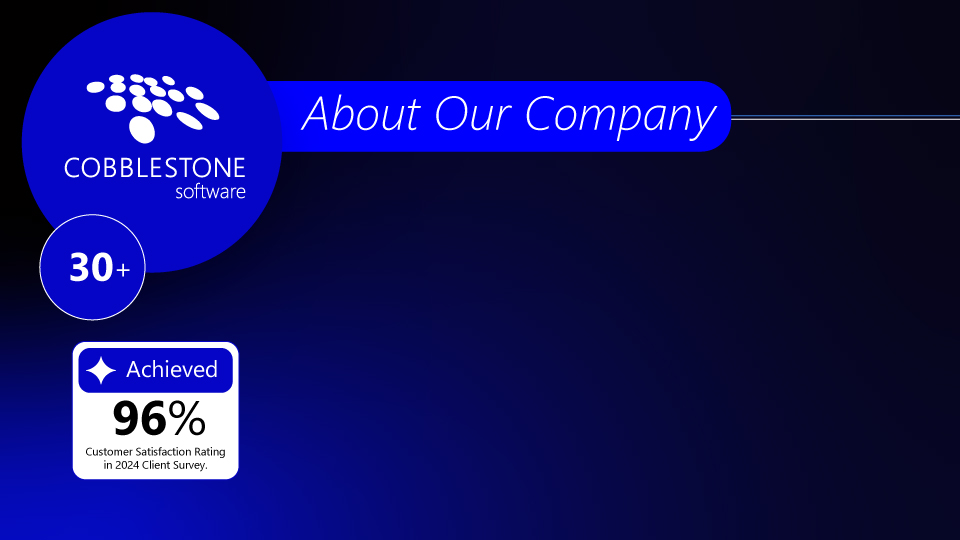 About Our Company
COBBLESTONE
software
30+
Achieved
96%
Customer Satisfaction Rating
in 2024 Client Survey.